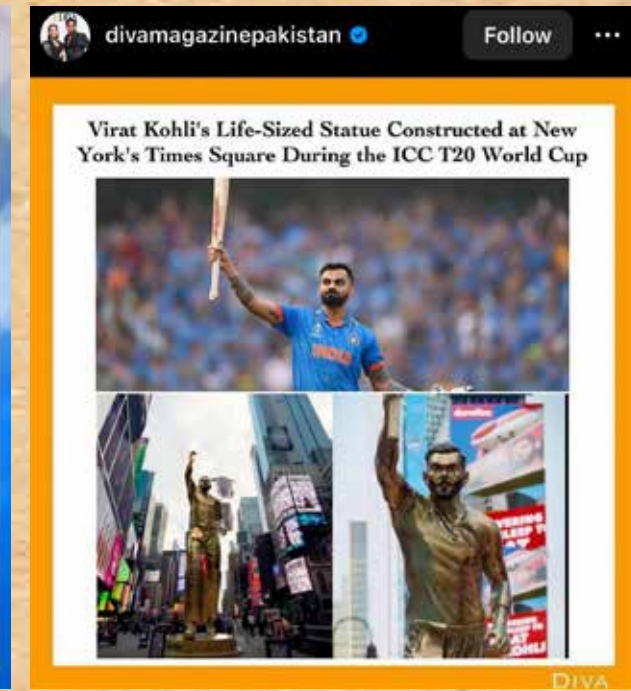 divamagazinepakistan
Follow
Virat Kohli's Life-Sized Statue Constructed at New
York's Times Square During the ICC T20 World Cup
INDIA
duroflex
DIVA